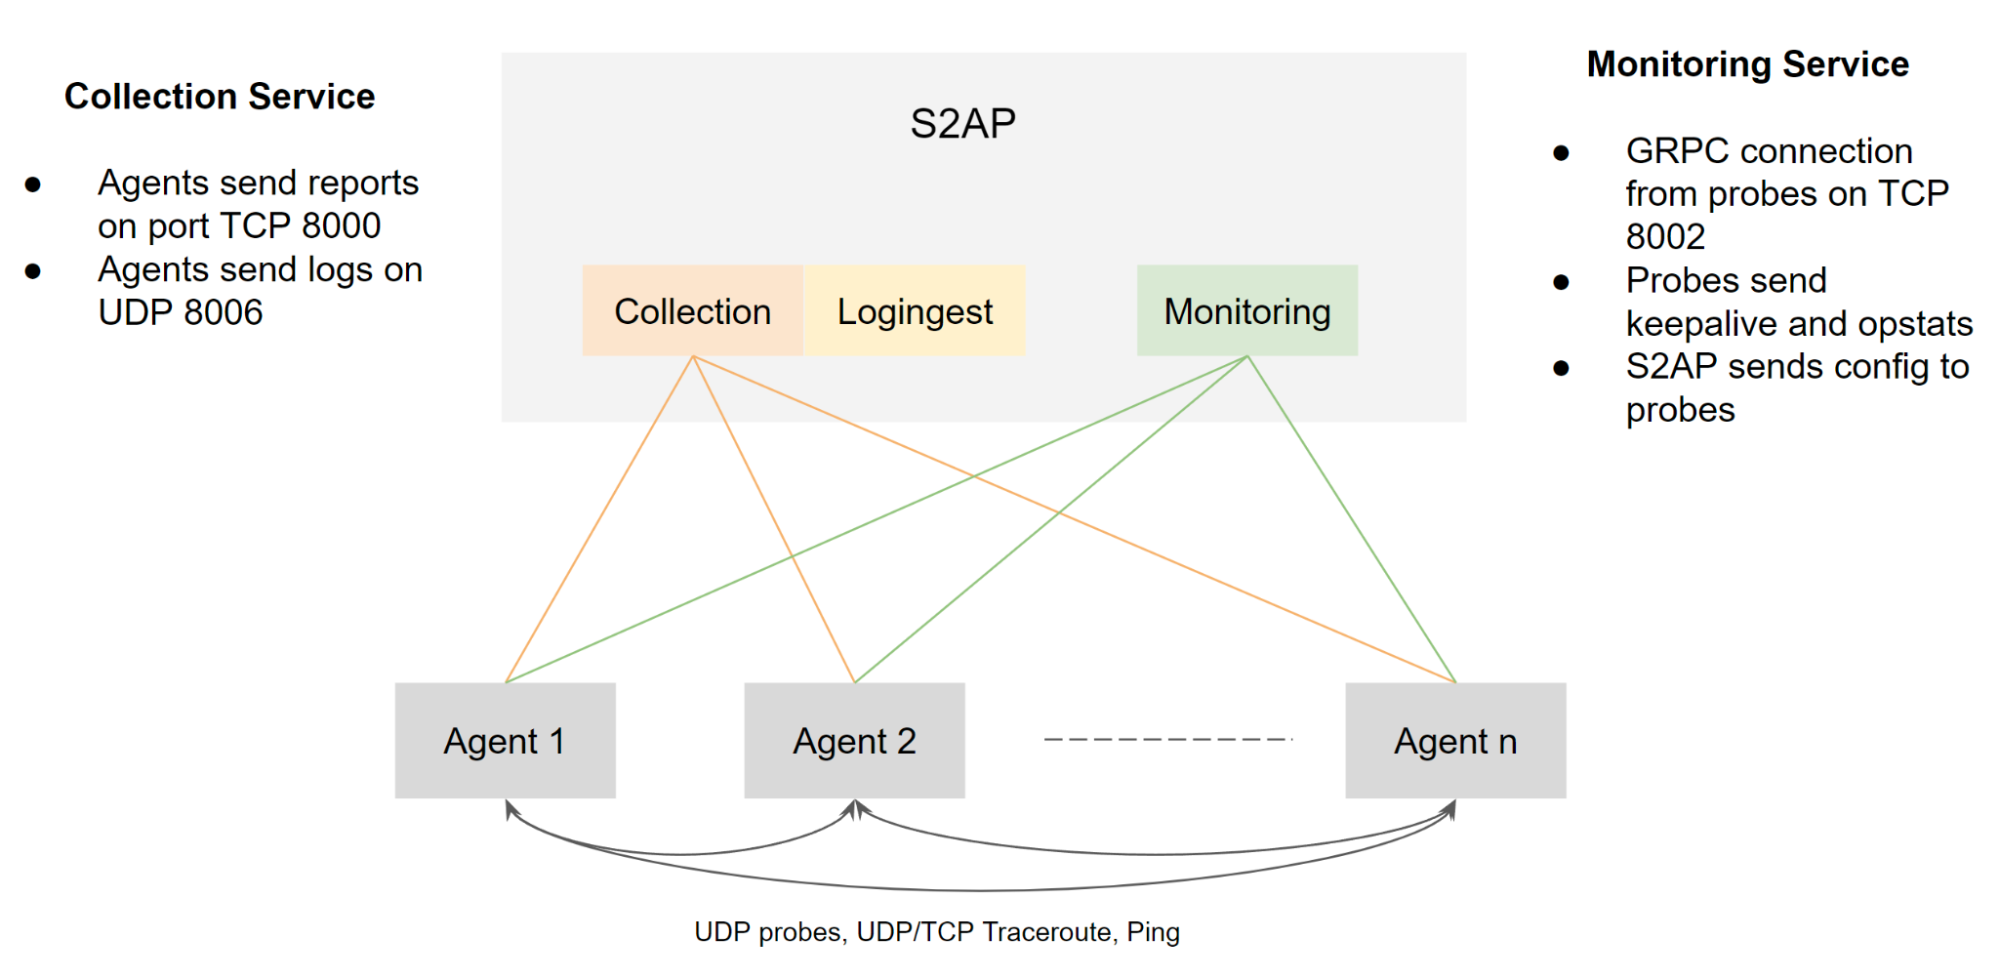 Collection Service
● Agents send reports
on port TCP 8000
● Agents send logs on
UDP 8006
S2AP
Collection
Logingest
Monitoring
Monitoring Service
● GRPC connection
from probes on TCP
8002
● Probes send
keepalive and opstats
● S2AP sends config to
probes
Agent 1
Agent 2
Agent n
UDP probes, UDP/TCP Traceroute, Ping